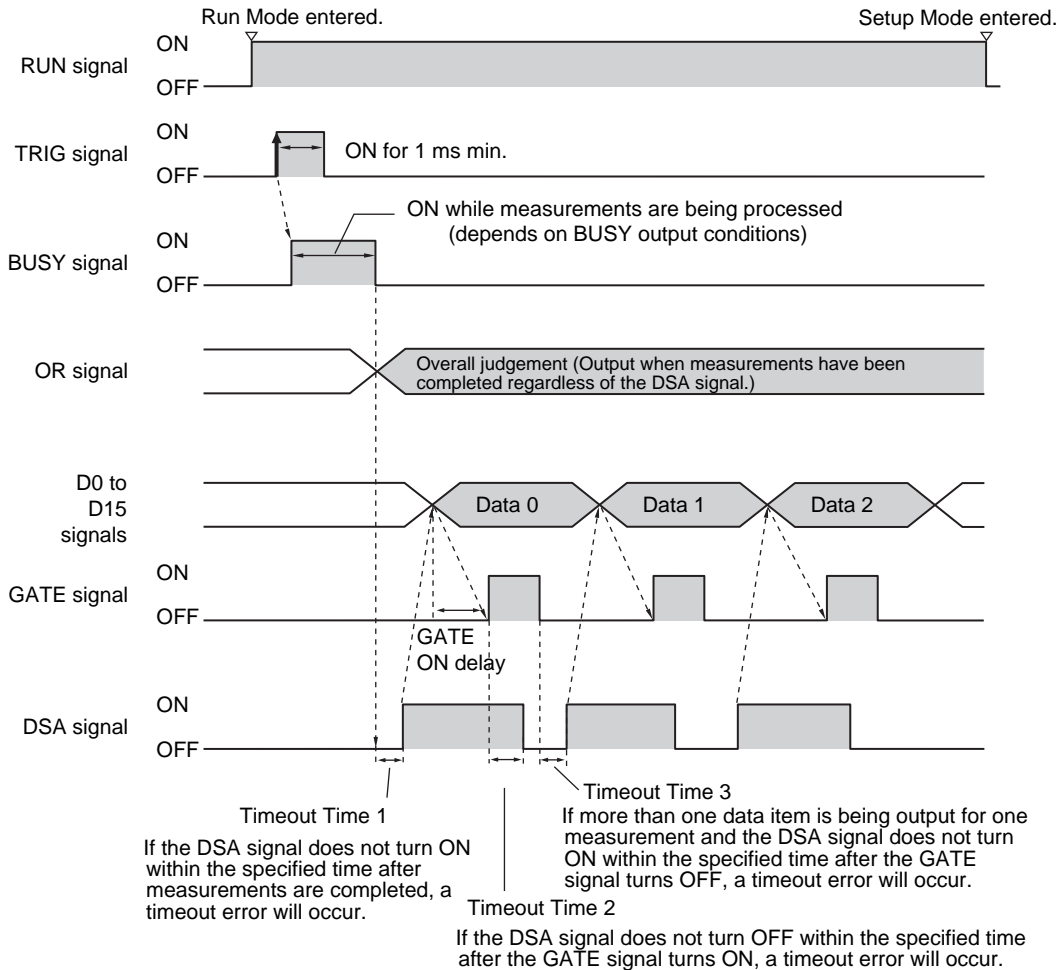 Run Mode entered.
Setup Mode entered.
RUN signal
ON
OFF
TRIG signal
ON
OFF
ON for 1 ms min.
ON while measurements are being processed
(depends on BUSY output conditions)
BUSY signal
ON
OFF
OR signal
Overall judgement (Output when measurements have been
completed regardless of the DSA signal.)
D0 to
D15
signals
Data 0
Data 1
Data 2
GATE signal
ON
OFF
GATE
ON delay
DSA signal
ON
OFF
Timeout Time 1
If the DSA signal does not turn ON
within the specified time after
measurements are completed, a
timeout error will occur.
Timeout Time 3
If more than one data item is being output for one
measurement and the DSA signal does not turn
ON within the specified time after the GATE
signal turns OFF, a timeout error will occur.
Timeout Time 2
If the DSA signal does not turn OFF within the specified time
after the GATE signal turns ON, a timeout error will occur.